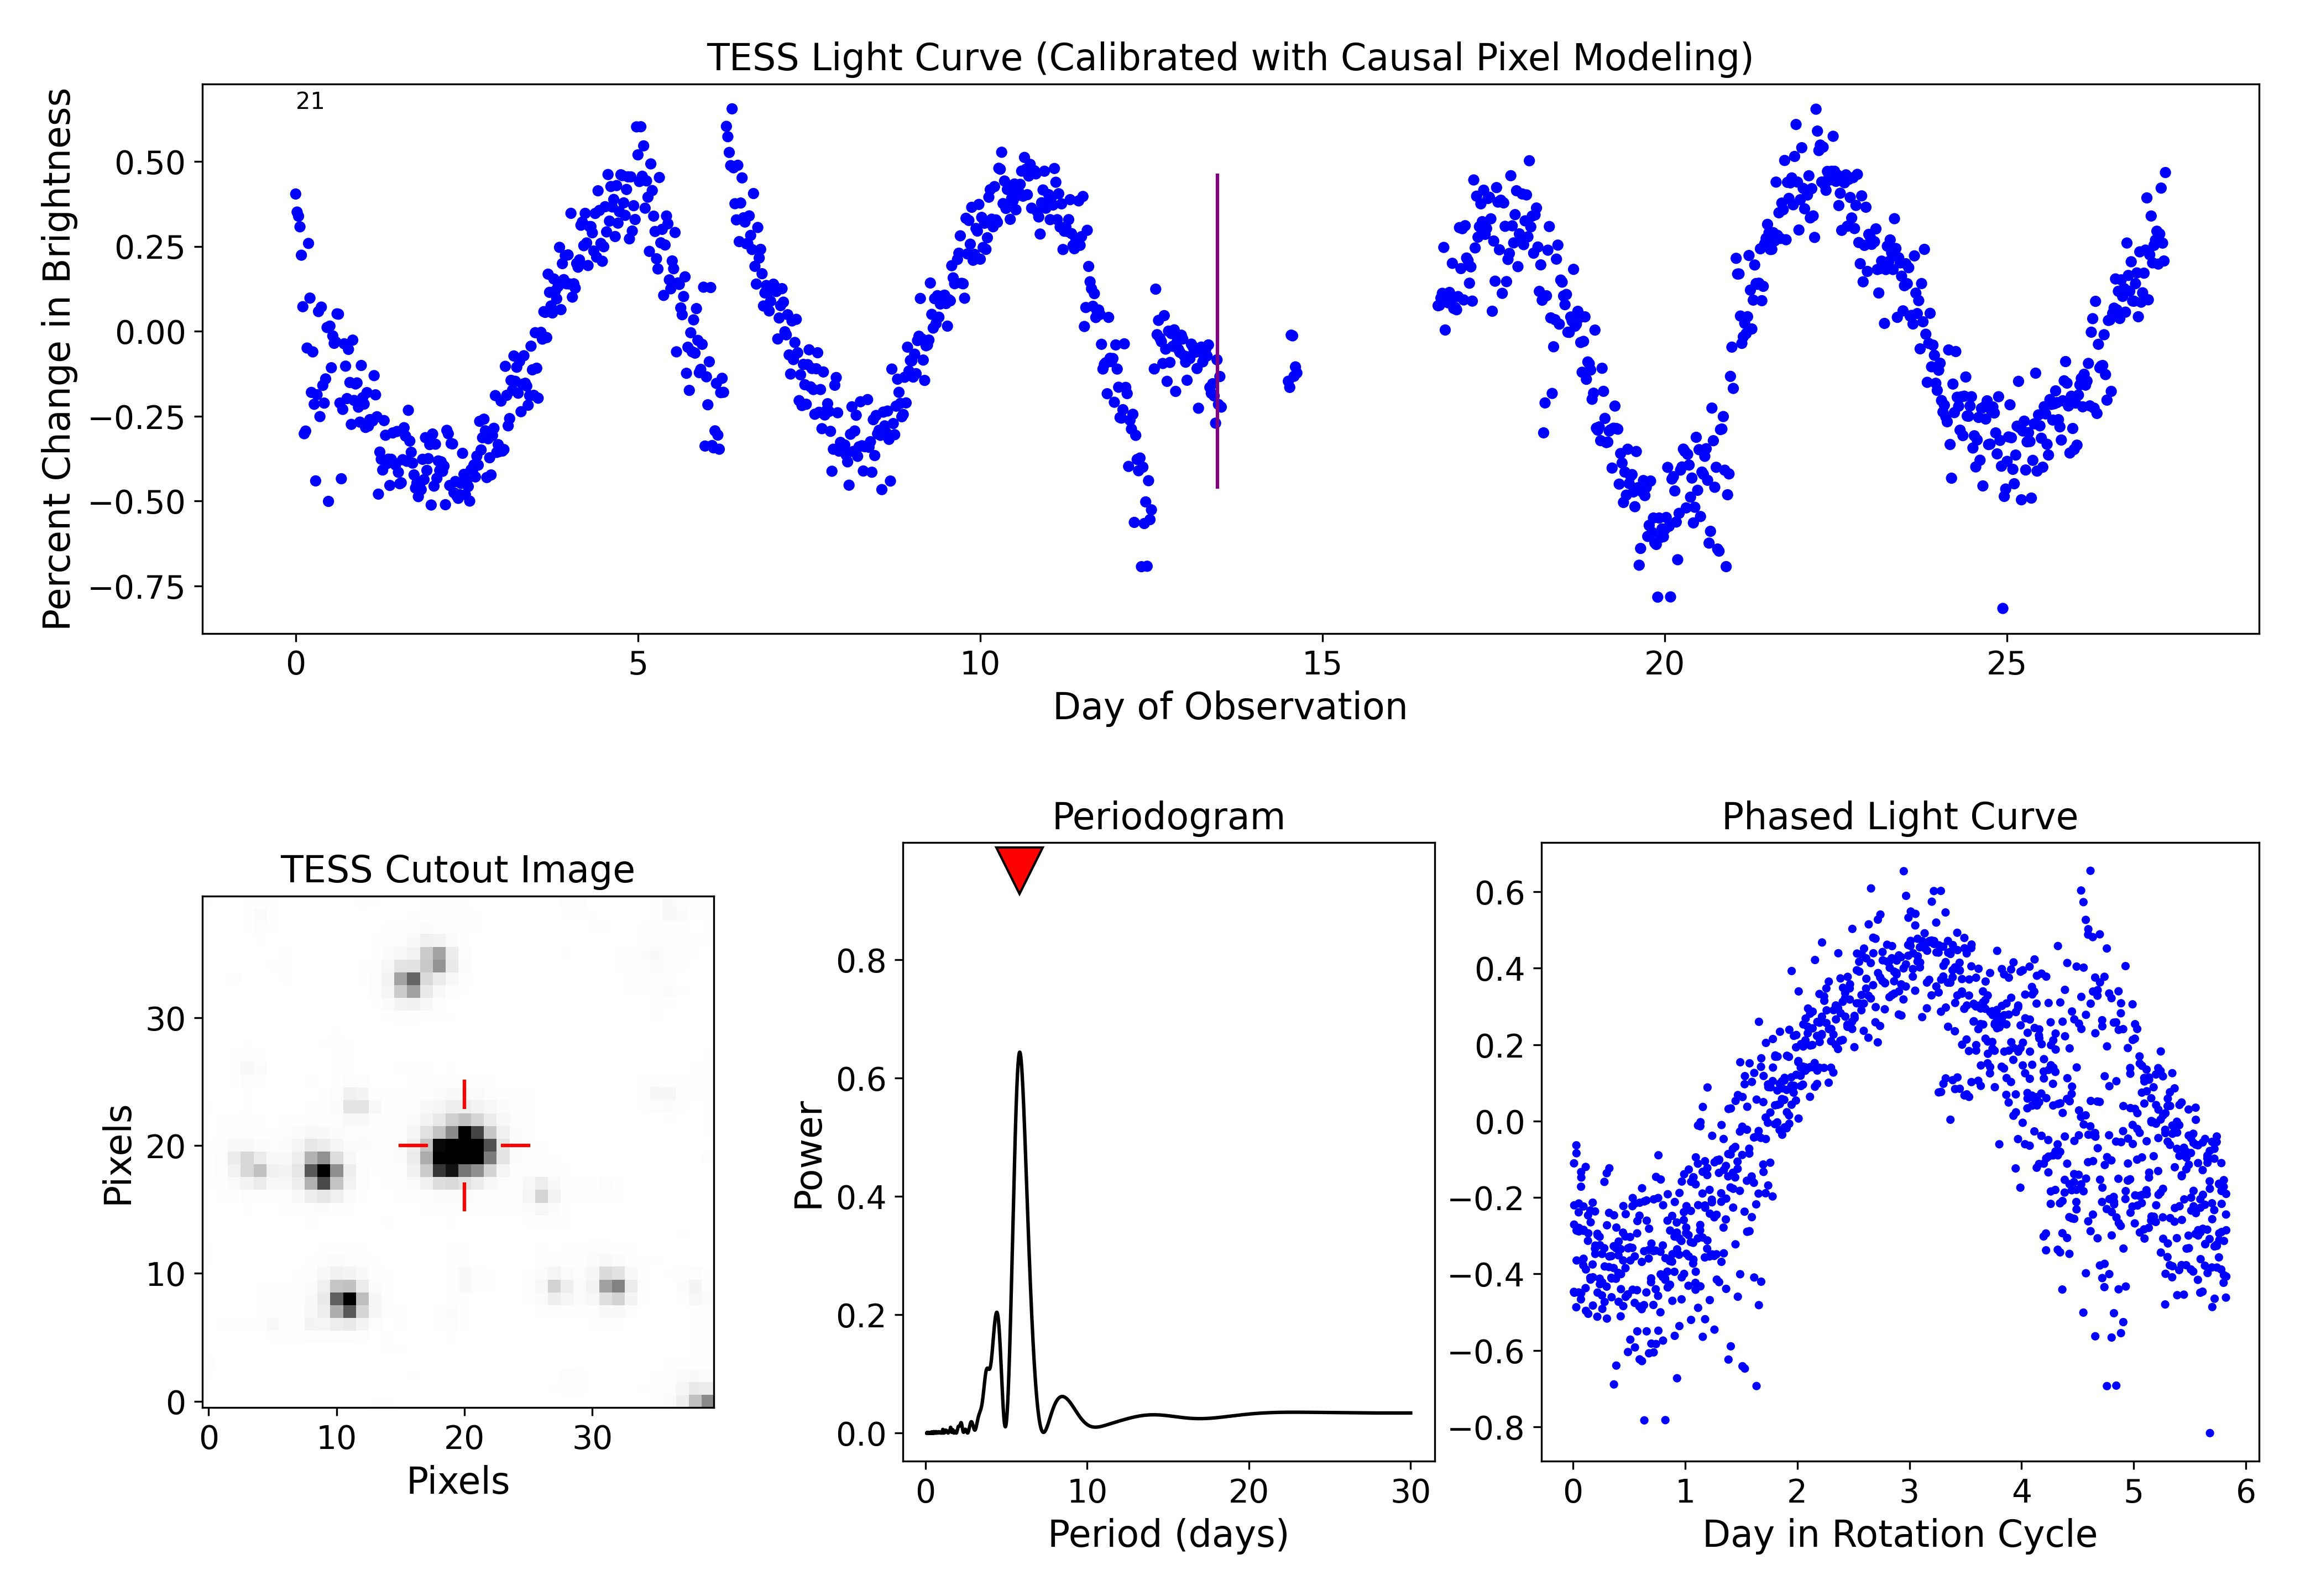 TESS Light Curve (Calibrated with Causal Pixel Modeling)
21
Percent Change in Brightness
0.50
0.25
0.00
−0.25
−0.50
−0.75
0 5 10 15 20 25
Day of Observation
TESS Cutout Image
Pixels
30
20
10
0
0 10 20 30
Pixels
Periodogram
Power
0.8
0.6
0.4
0.2
0.0
0 10 20 30
Period (days)
Phased Light Curve
0.6
0.4
0.2
0.0
−0.2
−0.4
−0.6
−0.8
0 1 2 3 4 5 6
Day in Rotation Cycle